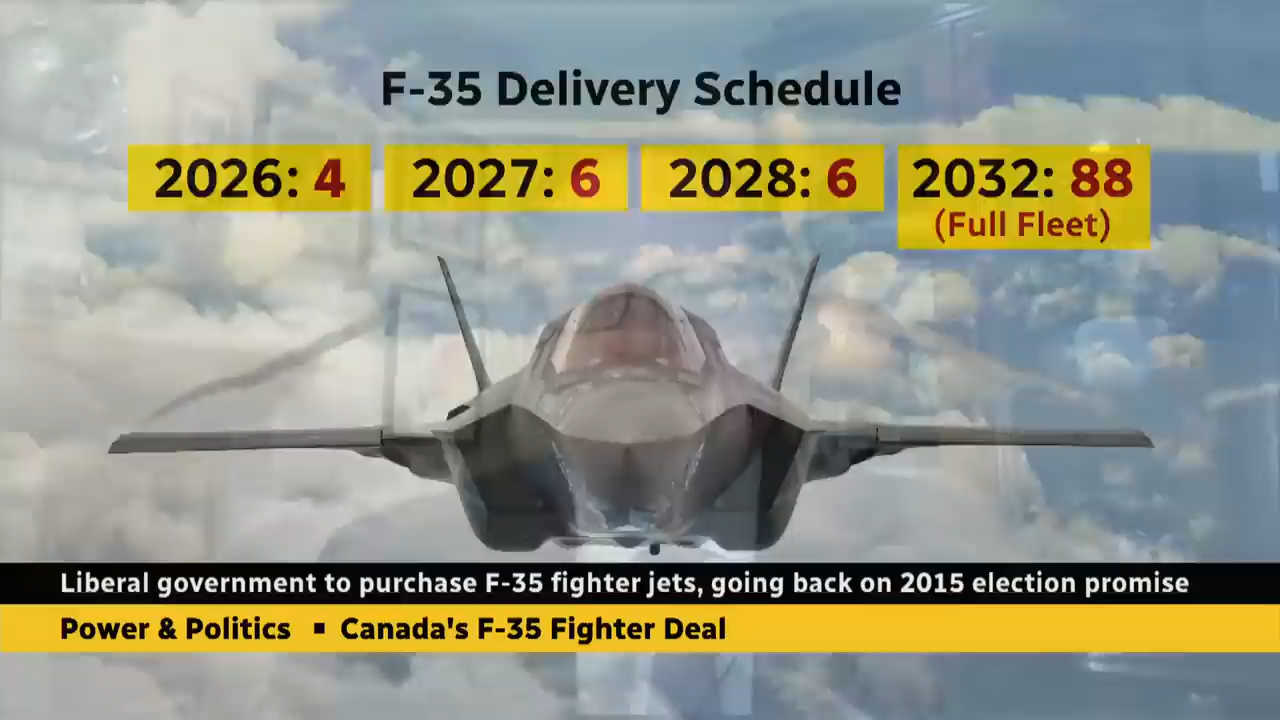 F-35 Delivery Schedule
2026: 4 2027: 6 2028: 6 2032: 88
(Full Fleet)
Liberal government to purchase F-35 fighter jets, going back on 2015 election promise
Power & Politics ▪ Canada's F-35 Fighter Deal